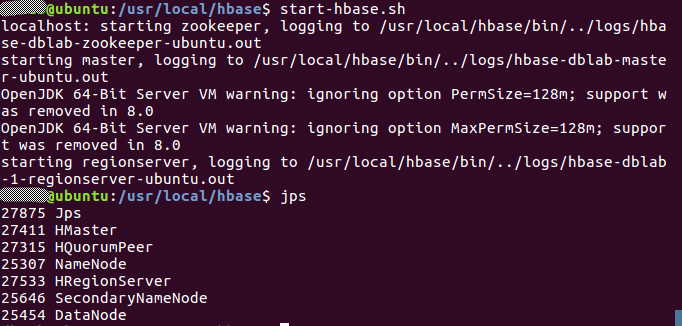 @ubuntu:/usr/local/hbase$ start-hbase.sh
localhost: starting zookeeper, logging to /usr/local/hbase/bin/../logs/hba
se-dblab-zookeeper-ubuntu.out
starting master, logging to /usr/local/hbase/bin/../logs/hbase-dblab-maste
r-ubuntu.out
OpenJDK 64-Bit Server VM warning: ignoring option PermSize=128m; support w
as removed in 8.0
OpenJDK 64-Bit Server VM warning: ignoring option MaxPermSize=128m; suppor
t was removed in 8.0
starting regionserver, logging to /usr/local/hbase/bin/../logs/hbase-dblab
-1-regionserver-ubuntu.out
@ubuntu:/usr/local/hbase$ jps
27875 Jps
27411 HMaster
27315 HQuorumPeer
25307 NameNode
27533 HRegionServer
25646 SecondaryNameNode
25454 DataNode